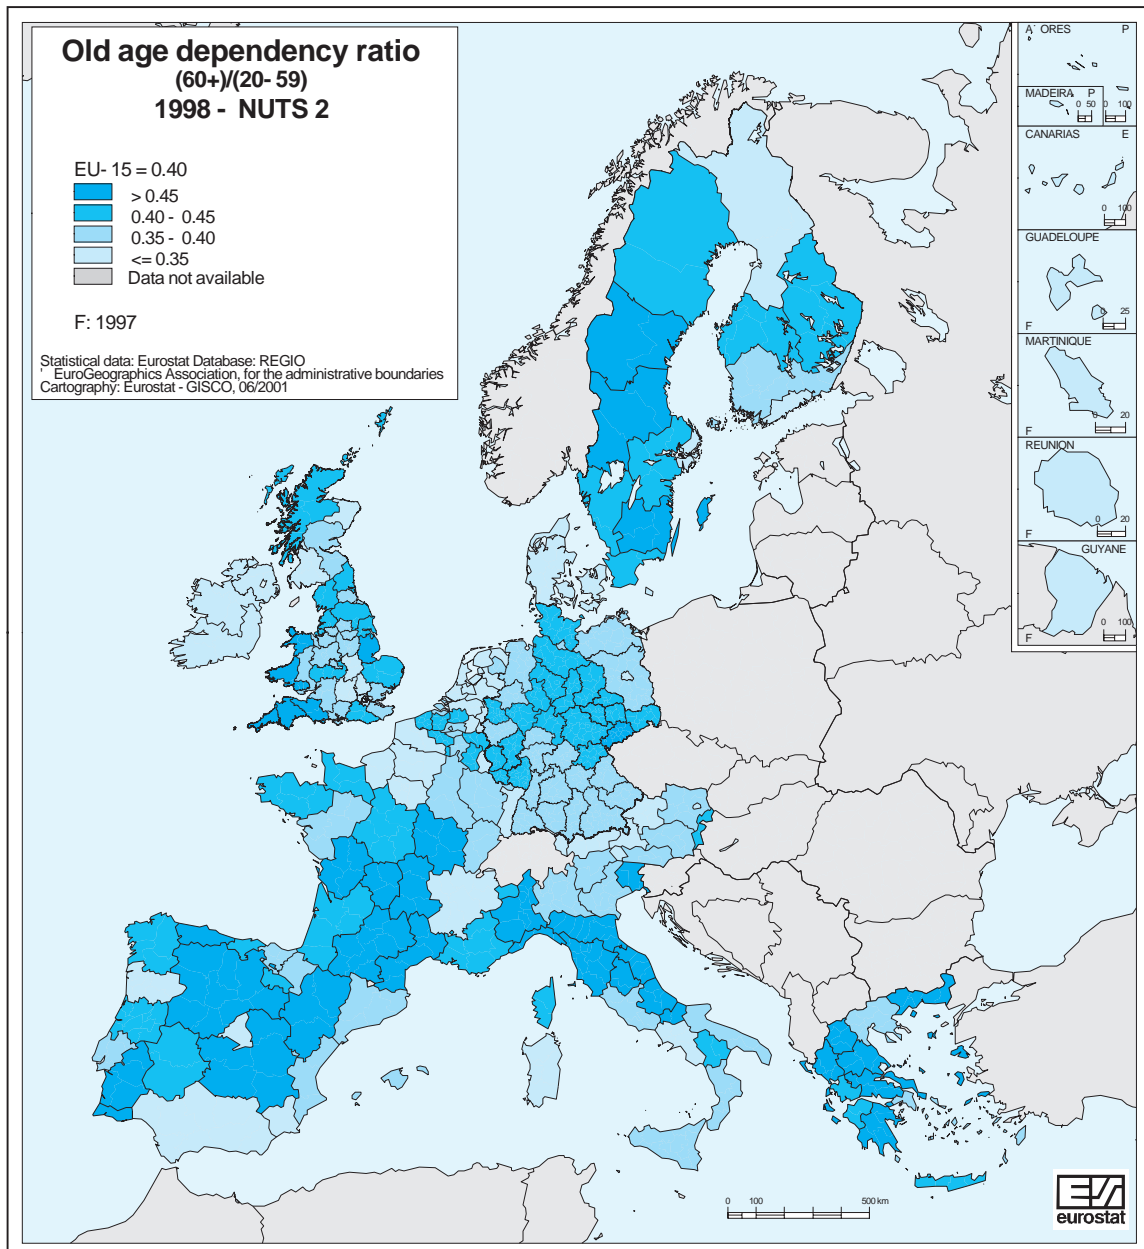 Old age dependency ratio
(60+)/(20- 59)
1998 - NUTS 2
EU- 15 = 0.40
> 0.45
0.40 - 0.45
0.35 - 0.40
<= 0.35
Data not available
F: 1997
Statistical data: Eurostat Database: REGIO
' EuroGeographics Association, for the administrative boundaries
Cartography: Eurostat - GISCO, 06/2001
A' ORES P
MADEIRA P
0 50 0 100
CANARIAS E
0 100
GUADELOUPE
0 25
F
MARTINIQUE
0 20
F
REUNION
0 20
F
GUYANE
0 100
F
0 100 500 km
eurostat